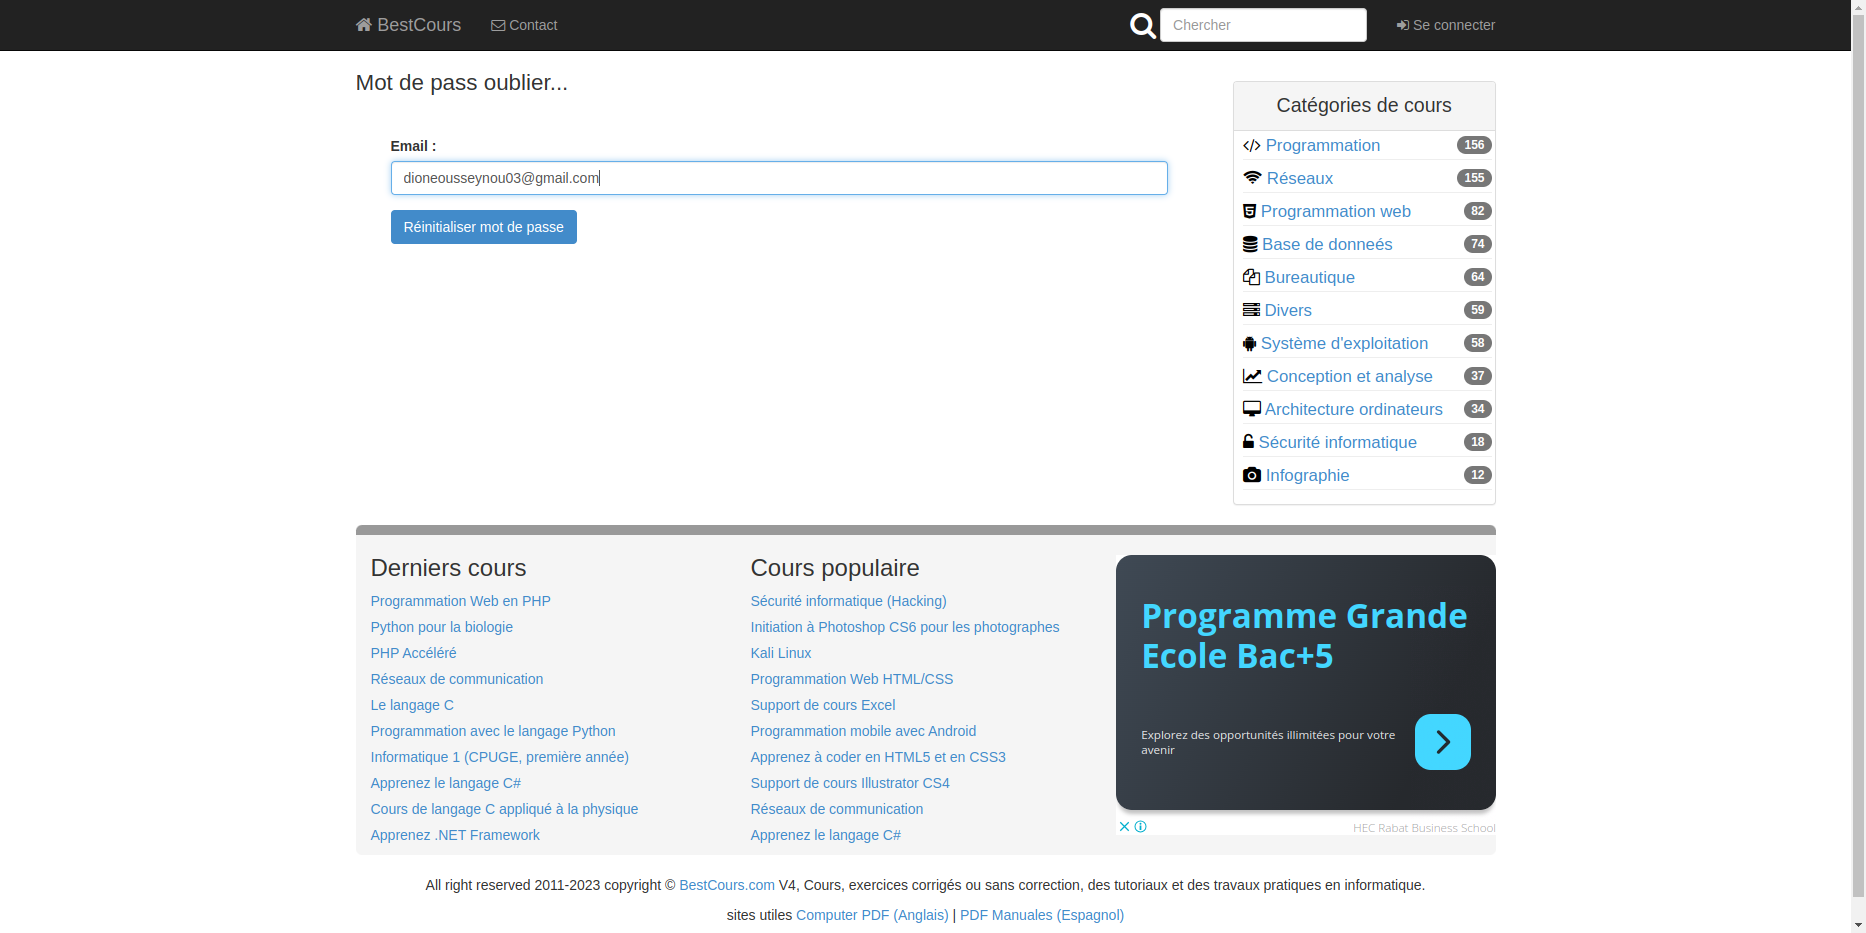 BestCours
Contact
Chercher
Se connecter
Mot de pass oublier...
Email :
dioneousseynou03@gmail.com
Réinitialiser mot de passe
Catégories de cours
Programmation 156
Réseaux 155
Programmation web 82
Base de donneés 74
Bureautique 64
Divers 59
Système d'exploitation 58
Conception et analyse 37
Architecture ordinateurs 34
Sécurité informatique 18
Infographie 12
Derniers cours
Programmation Web en PHP
Python pour la biologie
PHP Accéléré
Réseaux de communication
Le langage C
Programmation avec le langage Python
Informatique 1 (CPUGE, première année)
Apprenez le langage C#
Cours de langage C appliqué à la physique
Apprenez .NET Framework
Cours populaire
Sécurité informatique (Hacking)
Initiation à Photoshop CS6 pour les photographes
Kali Linux
Programmation Web HTML/CSS
Support de cours Excel
Programmation mobile avec Android
Apprenez à coder en HTML5 et en CSS3
Support de cours Illustrator CS4
Réseaux de communication
Apprenez le langage C#
Programme Grande
Ecole Bac+5
Explorez des opportunités illimitées pour votre
avenir
HEC Rabat Business School
All right reserved 2011-2023 copyright © BestCours.com V4, Cours, exercices corrigés ou sans correction, des tutoriaux et des travaux pratiques en informatique.
sites utiles Computer PDF (Anglais) | PDF Manuales (Espagnol)